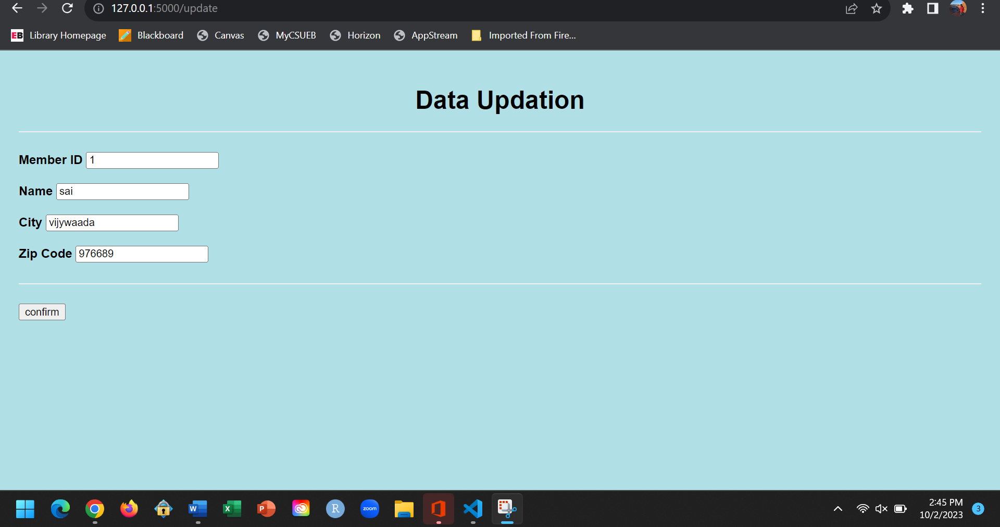 127.0.0.1:5000/update
EB Library Homepage Blackboard Canvas MyCSUEB Horizon AppStream Imported From Fire...
Data Updation
Member ID 1
Name sai
City vijywaada
Zip Code 976689
confirm
W X P R zoom
2:45 PM
10/2/2023
3